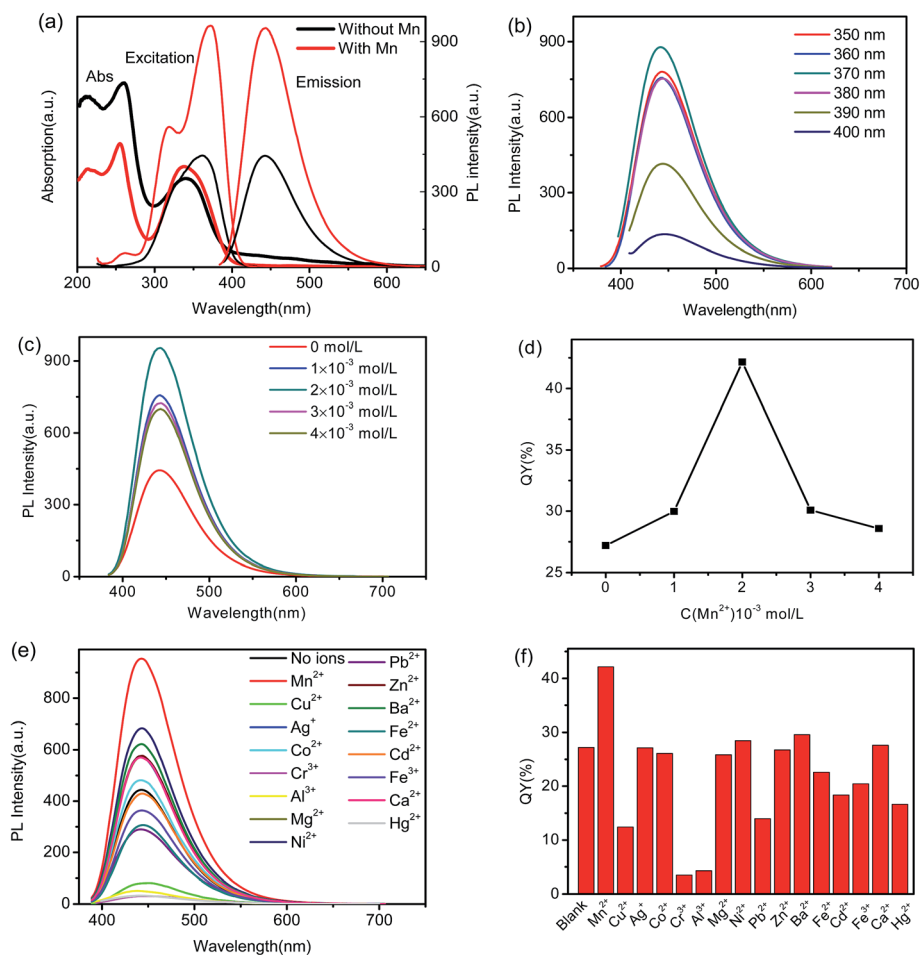 (a)
Without Mn
With Mn
Excitation
Abs
Emission
Absorption(a.u.)
PL intensity(a.u.)
900
600
300
0
200
300
400
500
600
Wavelength(nm)
(b)
350 nm
360 nm
370 nm
380 nm
390 nm
400 nm
PL Intensity(a.u.)
900
600
300
0
400
500
600
700
Wavelength(nm)
(c)
0 mol/L
1×10⁻³ mol/L
2×10⁻³ mol/L
3×10⁻³ mol/L
4×10⁻³ mol/L
PL Intensity(a.u.)
900
600
300
0
400
500
600
700
Wavelength(nm)
(d)
QY(%)
40
35
30
25
0
1
2
3
4
C(Mn²⁺)10⁻³ mol/L
(e)
No ions
Mn²⁺
Cu²⁺
Ag⁺
Co²⁺
Cr³⁺
Al³⁺
Mg²⁺
Ni²⁺
Pb²⁺
Zn²⁺
Ba²⁺
Fe²⁺
Cd²⁺
Fe³⁺
Ca²⁺
Hg²⁺
PL Intensity(a.u.)
800
600
400
200
0
400
500
600
700
Wavelength(nm)
(f)
QY(%)
40
30
20
10
0
Blank
Mn²⁺
Cu²⁺
Ag⁺
Co²⁺
Cr³⁺
Al³⁺
Mg²⁺
Ni²⁺
Pb²⁺
Zn²⁺
Ba²⁺
Fe²⁺
Cd²⁺
Fe³⁺
Ca²⁺
Hg²⁺